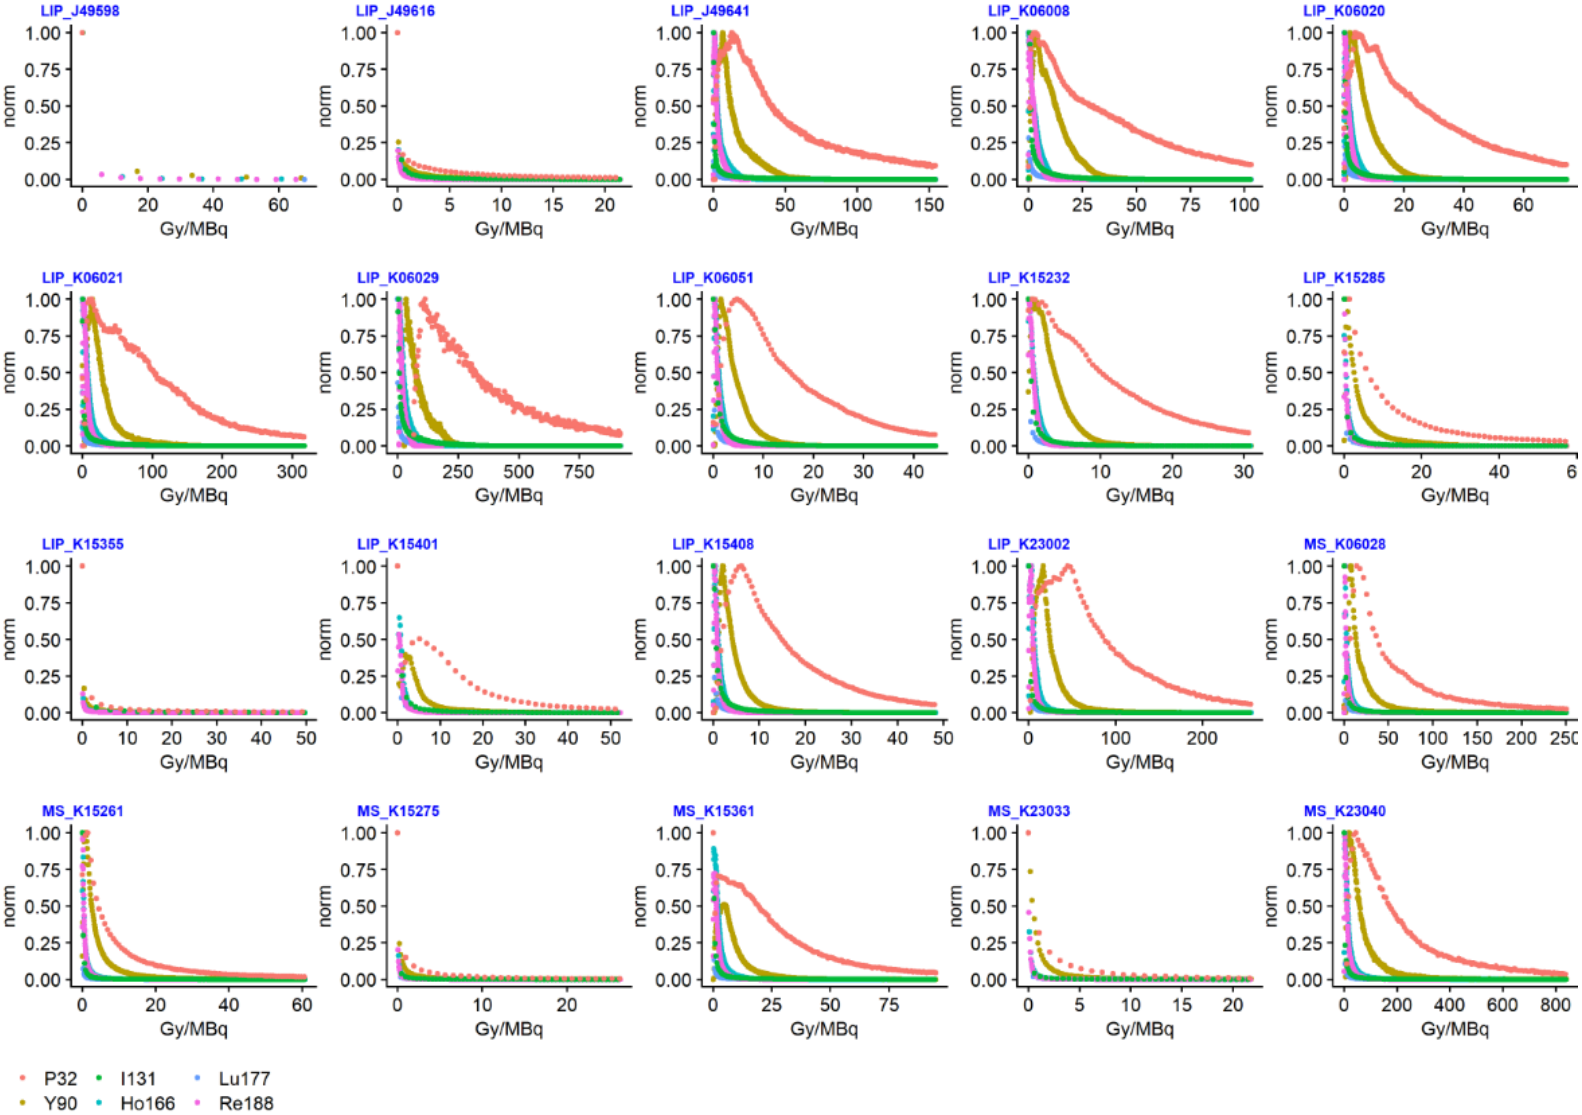 LIP_J49598 LIP_J49616 LIP_J49641 LIP_K06008 LIP_K06020
1.00 1.00 1.00 1.00 1.00
0.75 0.75 0.75 0.75 0.75
norm norm norm norm norm
0.50 0.50 0.50 0.50 0.50
0.25 0.25 0.25 0.25 0.25
0.00 0.00 0.00 0.00 0.00
0 20 40 60 0 5 10 15 20 0 50 100 150 0 25 50 75 100 0 20 40 60
Gy/MBq Gy/MBq Gy/MBq Gy/MBq Gy/MBq
LIP_K06021 LIP_K06029 LIP_K06051 LIP_K15232 LIP_K15285
1.00 1.00 1.00 1.00 1.00
0.75 0.75 0.75 0.75 0.75
norm norm norm norm norm
0.50 0.50 0.50 0.50 0.50
0.25 0.25 0.25 0.25 0.25
0.00 0.00 0.00 0.00 0.00
0 100 200 300 0 250 500 750 0 10 20 30 40 0 10 20 30 0 20 40
Gy/MBq Gy/MBq Gy/MBq Gy/MBq Gy/MBq
LIP_K15355 LIP_K15401 LIP_K15408 LIP_K23002 MS_K06028
1.00 1.00 1.00 1.00 1.00
0.75 0.75 0.75 0.75 0.75
norm norm norm norm norm
0.50 0.50 0.50 0.50 0.50
0.25 0.25 0.25 0.25 0.25
0.00 0.00 0.00 0.00 0.00
0 10 20 30 40 50 0 10 20 30 40 50 0 10 20 30 40 50 0 100 200 0 50 100 150 200 250
Gy/MBq Gy/MBq Gy/MBq Gy/MBq Gy/MBq
MS_K15261 MS_K15275 MS_K15361 MS_K23033 MS_K23040
1.00 1.00 1.00 1.00 1.00
0.75 0.75 0.75 0.75 0.75
norm norm norm norm norm
0.50 0.50 0.50 0.50 0.50
0.25 0.25 0.25 0.25 0.25
0.00 0.00 0.00 0.00 0.00
0 20 40 60 0 10 20 0 25 50 75 0 5 10 15 20 0 200 400 600 800
Gy/MBq Gy/MBq Gy/MBq Gy/MBq Gy/MBq
P32 I131 Lu177
Y90 Ho166 Re188